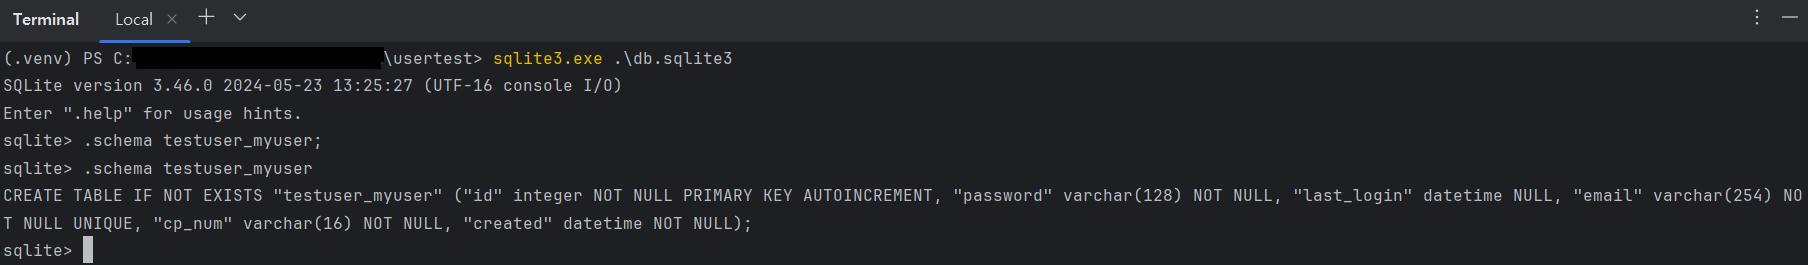 Terminal Local
(.venv) PS C:\usertest> sqlite3.exe .\db.sqlite3
SQLite version 3.46.0 2024-05-23 13:25:27 (UTF-16 console I/O)
Enter ".help" for usage hints.
sqlite> .schema testuser_myuser;
sqlite> .schema testuser_myuser
CREATE TABLE IF NOT EXISTS "testuser_myuser" ("id" integer NOT NULL PRIMARY KEY AUTOINCREMENT, "password" varchar(128) NOT NULL, "last_login" datetime NULL, "email" varchar(254) NO
T NULL UNIQUE, "cp_num" varchar(16) NOT NULL, "created" datetime NOT NULL);
sqlite>